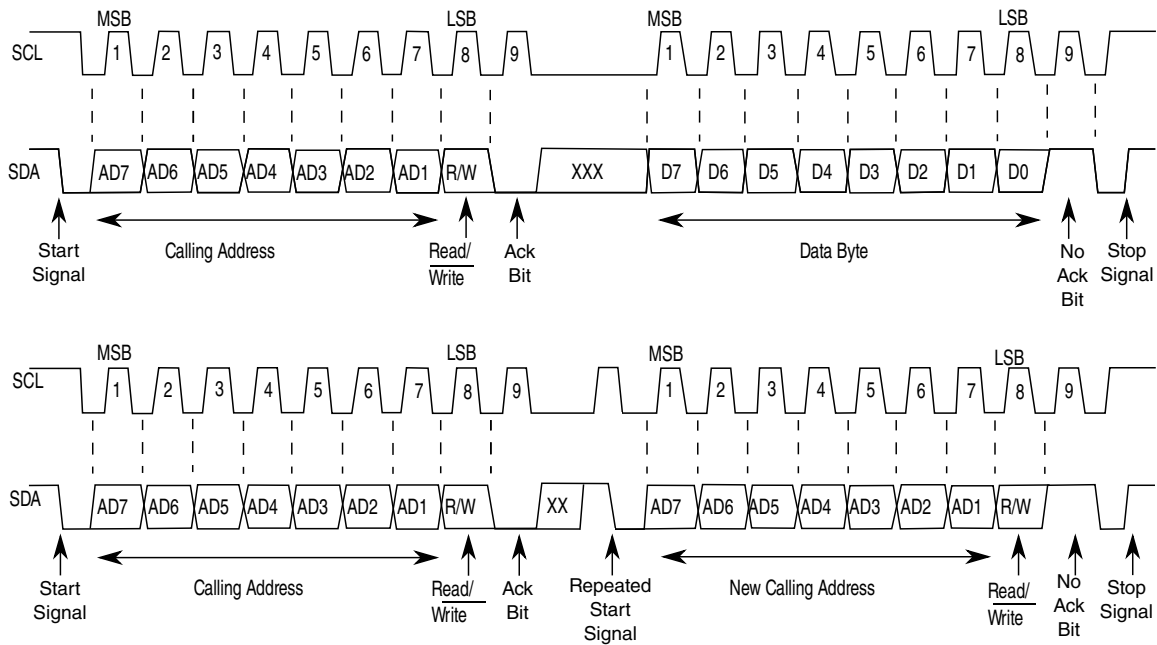 MSB LSB MSB LSB
SCL 1 2 3 4 5 6 7 8 9 1 2 3 4 5 6 7 8 9
SDA AD7 AD6 AD5 AD4 AD3 AD2 AD1 R/W XXX D7 D6 D5 D4 D3 D2 D1 D0
Start Signal
Calling Address
Read/
Write
Ack
Bit
Data Byte
No
Ack
Bit
Stop
Signal
MSB LSB MSB LSB
SCL 1 2 3 4 5 6 7 8 9 1 2 3 4 5 6 7 8 9
SDA AD7 AD6 AD5 AD4 AD3 AD2 AD1 R/W XX AD7 AD6 AD5 AD4 AD3 AD2 AD1 R/W
Start
Signal
Calling Address
Read/
Write
Ack
Bit
Repeated
Start
Signal
New Calling Address
Read/
Write
No
Ack
Bit
Stop
Signal